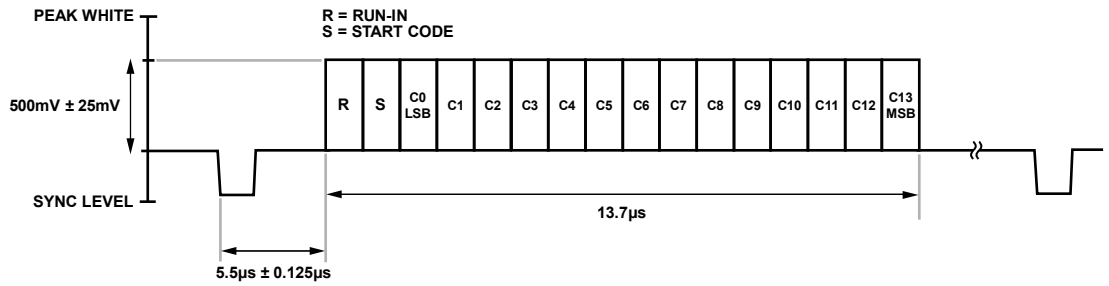 PEAK WHITE
R = RUN-IN
S = START CODE
500mV ± 25mV
R
S
C0
LSB
C1
C2
C3
C4
C5
C6
C7
C8
C9
C10
C11
C12
C13
MSB
SYNC LEVEL
13.7µs
5.5µs ± 0.125µs